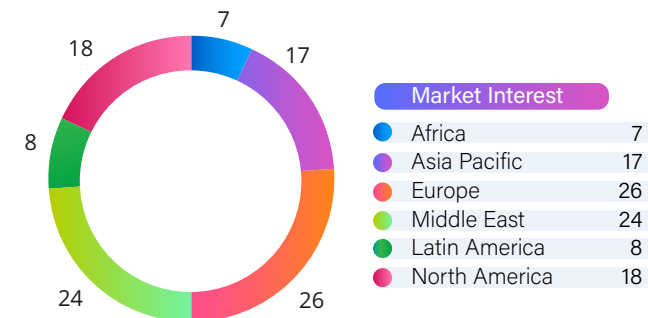 7
17
18
8
24
26
Market Interest
Africa 7
Asia Pacific 17
Europe 26
Middle East 24
Latin America 8
North America 18